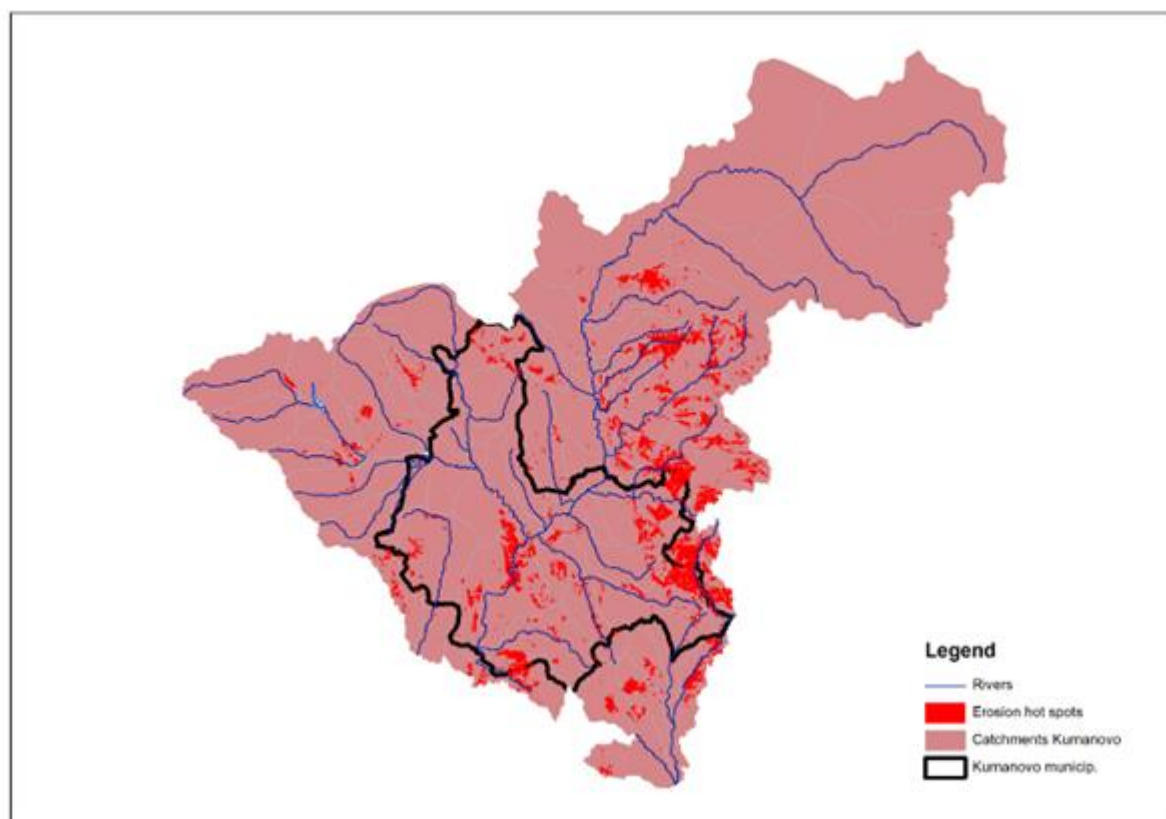 Legend
Rivers
Erosion hot spots
Catchments Kumanovo
Kumanovo municip.